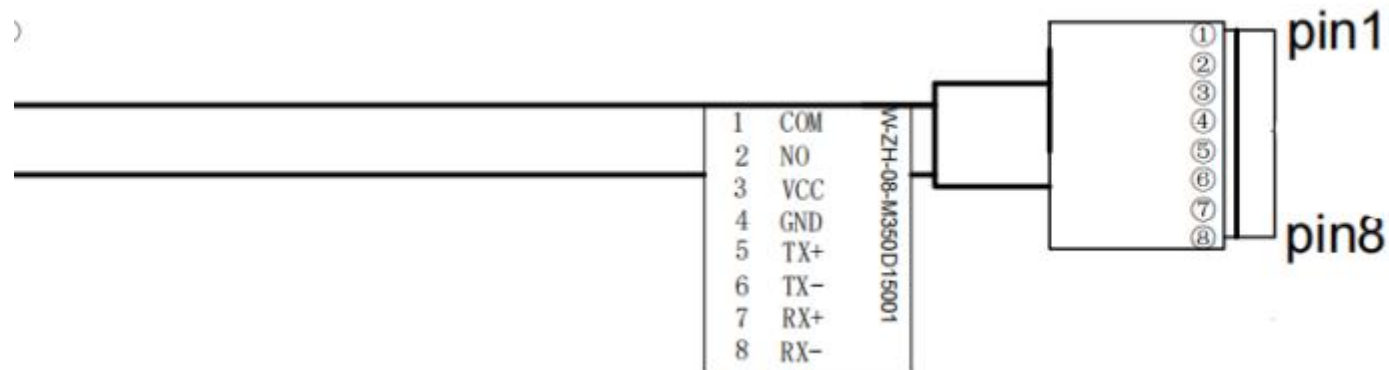 ① pin1
②
③
④
⑤
⑥
⑦
⑧ pin8
1 COM
2 NO
3 VCC
4 GND
5 TX+
6 TX-
7 RX+
8 RX-
W-ZH-08-M350D15001